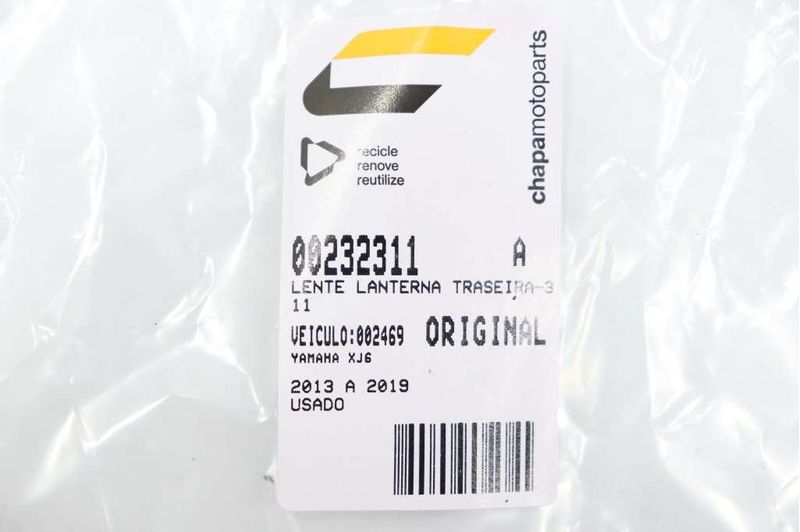 chapamotoparts
recicle
renove
reutilize
00232311 A
LENTE LANTERNA TRASEIRA-3
11
VEICULO:002469 ORIGINAL
YAMAHA XJ6
2013 A 2019
USADO